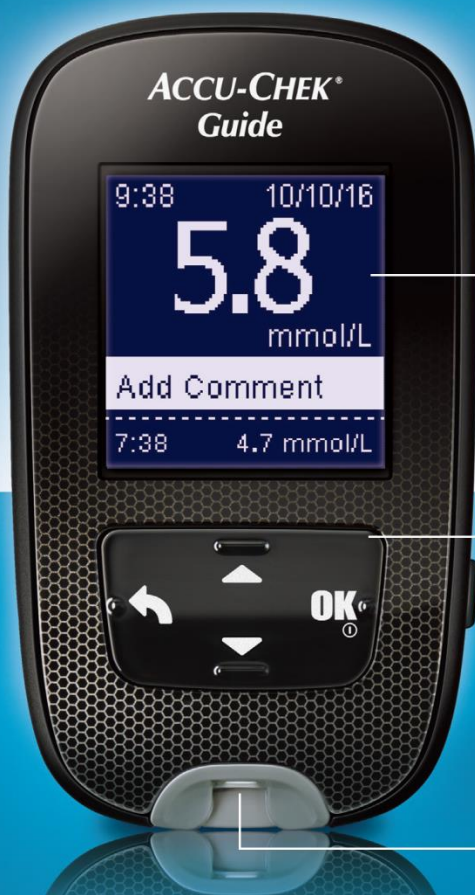 ACCU-CHEK®
Guide
9:38 10/10/16
5.8
mmol/L
Add Comment
7:38 4.7 mmol/L
OK